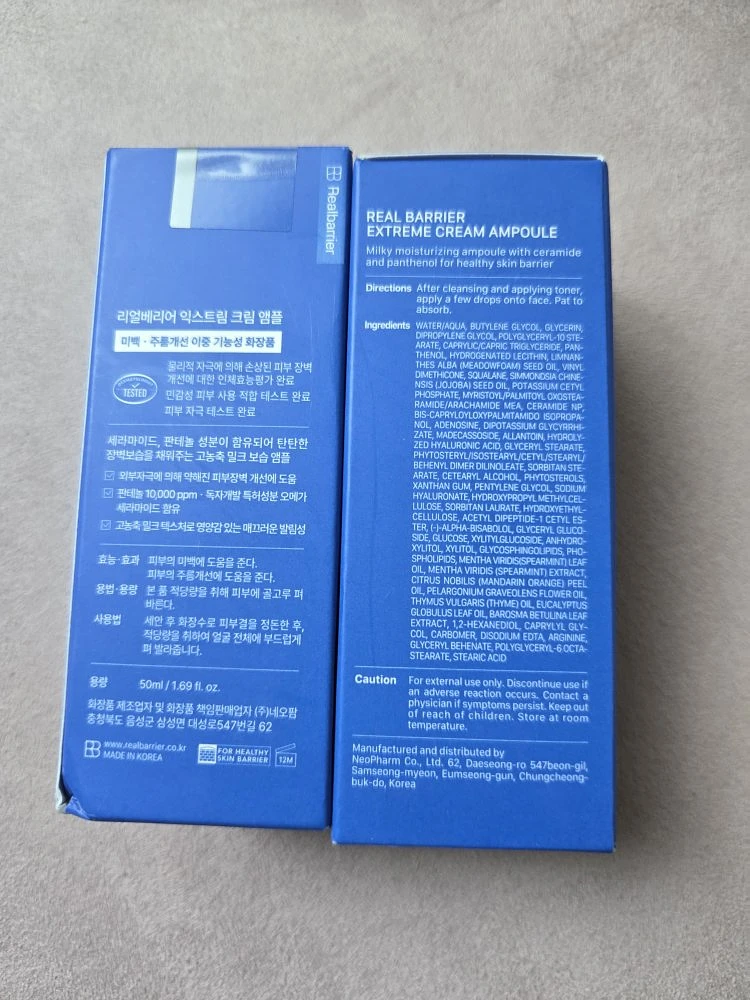 Realbarrier
리얼베리어 익스트림 크림 앰플
미백 · 주름개선 이중 기능성 화장품
DERMATOLOGIST
TESTED
물리적 자극에 의해 손상된 피부 장벽
개선에 대한 인체효능평가 완료
민감성 피부 사용 적합 테스트 완료
피부 자극 테스트 완료
세라마이드, 판테놀 성분이 함유되어 탄탄한
장벽보습을 채워주는 고농축 밀크 보습 앰플
외부자극에 의해 약해진 피부장벽 개선에 도움
판테놀 10,000 ppm · 독자개발 특허성분 오메가
세라마이드 함유
고농축 밀크 텍스처로 영양감 있는 매끄러운 발림성
효능·효과 피부의 미백에 도움을 준다.
피부의 주름개선에 도움을 준다.
용법·용량 본 품 적당량을 취해 피부에 골고루 펴
바른다.
사용법 세안 후 화장수로 피부결을 정돈한 후,
적당량을 취하여 얼굴 전체에 부드럽게
펴 발라줍니다.
용량 50ml / 1.69 fl. oz.
화장품 제조업자 및 화장품 책임판매업자 (주)네오팜
충청북도 음성군 삼성면 대성로547번길 62
www.realbarrier.co.kr
MADE IN KOREA
FOR HEALTHY
SKIN BARRIER
12M
REAL BARRIER
EXTREME CREAM AMPOULE
Milky moisturizing ampoule with ceramide
and panthenol for healthy skin barrier
Directions After cleansing and applying toner,
apply a few drops onto face. Pat to
absorb.
Ingredients WATER/AQUA, BUTYLENE GLYCOL, GLYCERIN,
DIPROPYLENE GLYCOL, POLYGLYCERYL-10 STE-
ARATE, CAPRYLIC/CAPRIC TRIGLYCERIDE, PAN-
THENOL, HYDROGENATED LECITHIN, LIMNAN-
THES ALBA (MEADOWFOAM) SEED OIL, VINYL
DIMETHICONE, SQUALANE, SIMMONDSIA CHINE-
NSIS (JOJOBA) SEED OIL, POTASSIUM CETYL
PHOSPHATE, MYRISTOYL/PALMITOYL OXOSTEA-
RAMIDE/ARACHAMIDE MEA, CERAMIDE NP,
BIS-CAPRYLOYLOXYPALMITAMIDO ISOPROPA-
NOL, ADENOSINE, DIPOTASSIUM GLYCYRRHI-
ZATE, MADECASSOSIDE, ALLANTOIN, HYDROLY-
ZED HYALURONIC ACID, GLYCERYL STEARATE,
PHYTOSTERYL/ISOSTEARYL/CETYL/STEARYL/
BEHENYL DIMER DILINOLEATE, SORBITAN STE-
ARATE, CETEARYL ALCOHOL, PHYTOSTEROLS,
XANTHAN GUM, PENTYLENE GLYCOL, SODIUM
HYALURONATE, HYDROXYPROPYL METHYLCEL-
LULOSE, SORBITAN LAURATE, HYDROXYETHYL-
CELLULOSE, ACETYL DIPEPTIDE-1 CETYL ES-
TER, (-)-ALPHA-BISABOLOL, GLYCERYL GLUCO-
SIDE, GLUCOSE, XYLITYLGLUCOSIDE, ANHYDRO-
XYLITOL, XYLITOL, GLYCOSPHINGOLIPIDS, PHO-
SPHOLIPIDS, MENTHA VIRIDIS(SPEARMINT) LEAF
OIL, MENTHA VIRIDIS (SPEARMINT) EXTRACT,
CITRUS NOBILIS (MANDARIN ORANGE) PEEL
OIL, PELARGONIUM GRAVEOLENS FLOWER OIL,
THYMUS VULGARIS (THYME) OIL, EUCALYPTUS
GLOBULUS LEAF OIL, BAROSMA BETULINA LEAF
EXTRACT, 1,2-HEXANEDIOL, CAPRYLYL GLY-
COL, CARBOMER, DISODIUM EDTA, ARGININE,
GLYCERYL BEHENATE, POLYGLYCERYL-6 OCTA-
STEARATE, STEARIC ACID
Caution For external use only. Discontinue use if
an adverse reaction occurs. Contact a
physician if symptoms persist. Keep out
of reach of children. Store at room
temperature.
Manufactured and distributed by
NeoPharm Co., Ltd. 62, Daeseong-ro 547beon-gil,
Samseong-myeon, Eumseong-gun, Chungcheong-
buk-do, Korea